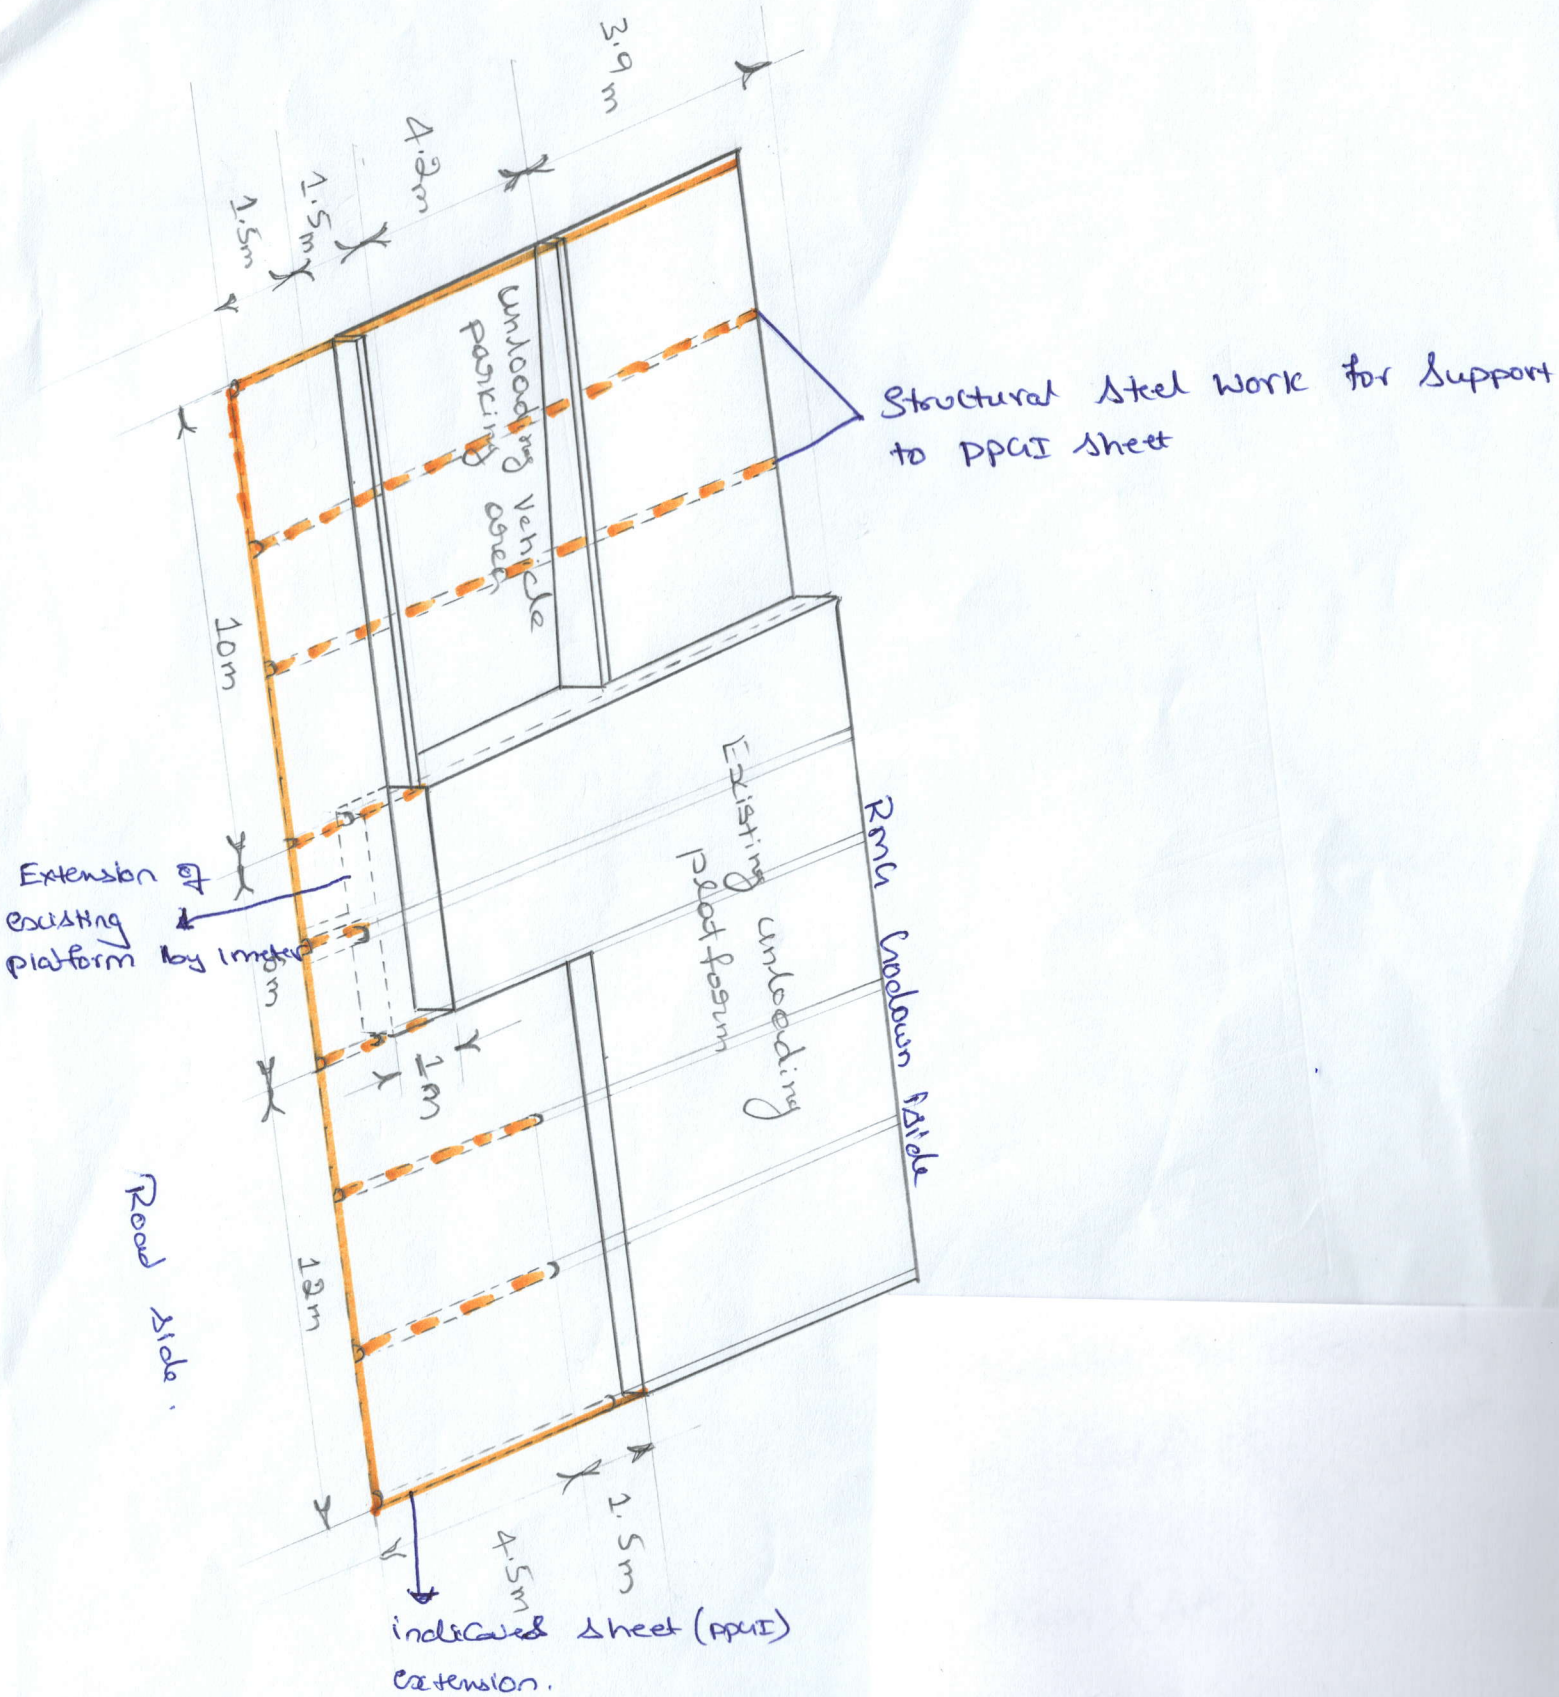 3.9 m
4.2m
1.5m
1.5m
unloading vehicle
parking area
Structural steel work for support
to PPGI sheet
10m
Existing unloading
platform
RMG Godown side
Extension of
existing
platform by 1meter
1m
12m
Road side.
1.5m
4.5m
indicates sheet (PPGI)
extension.